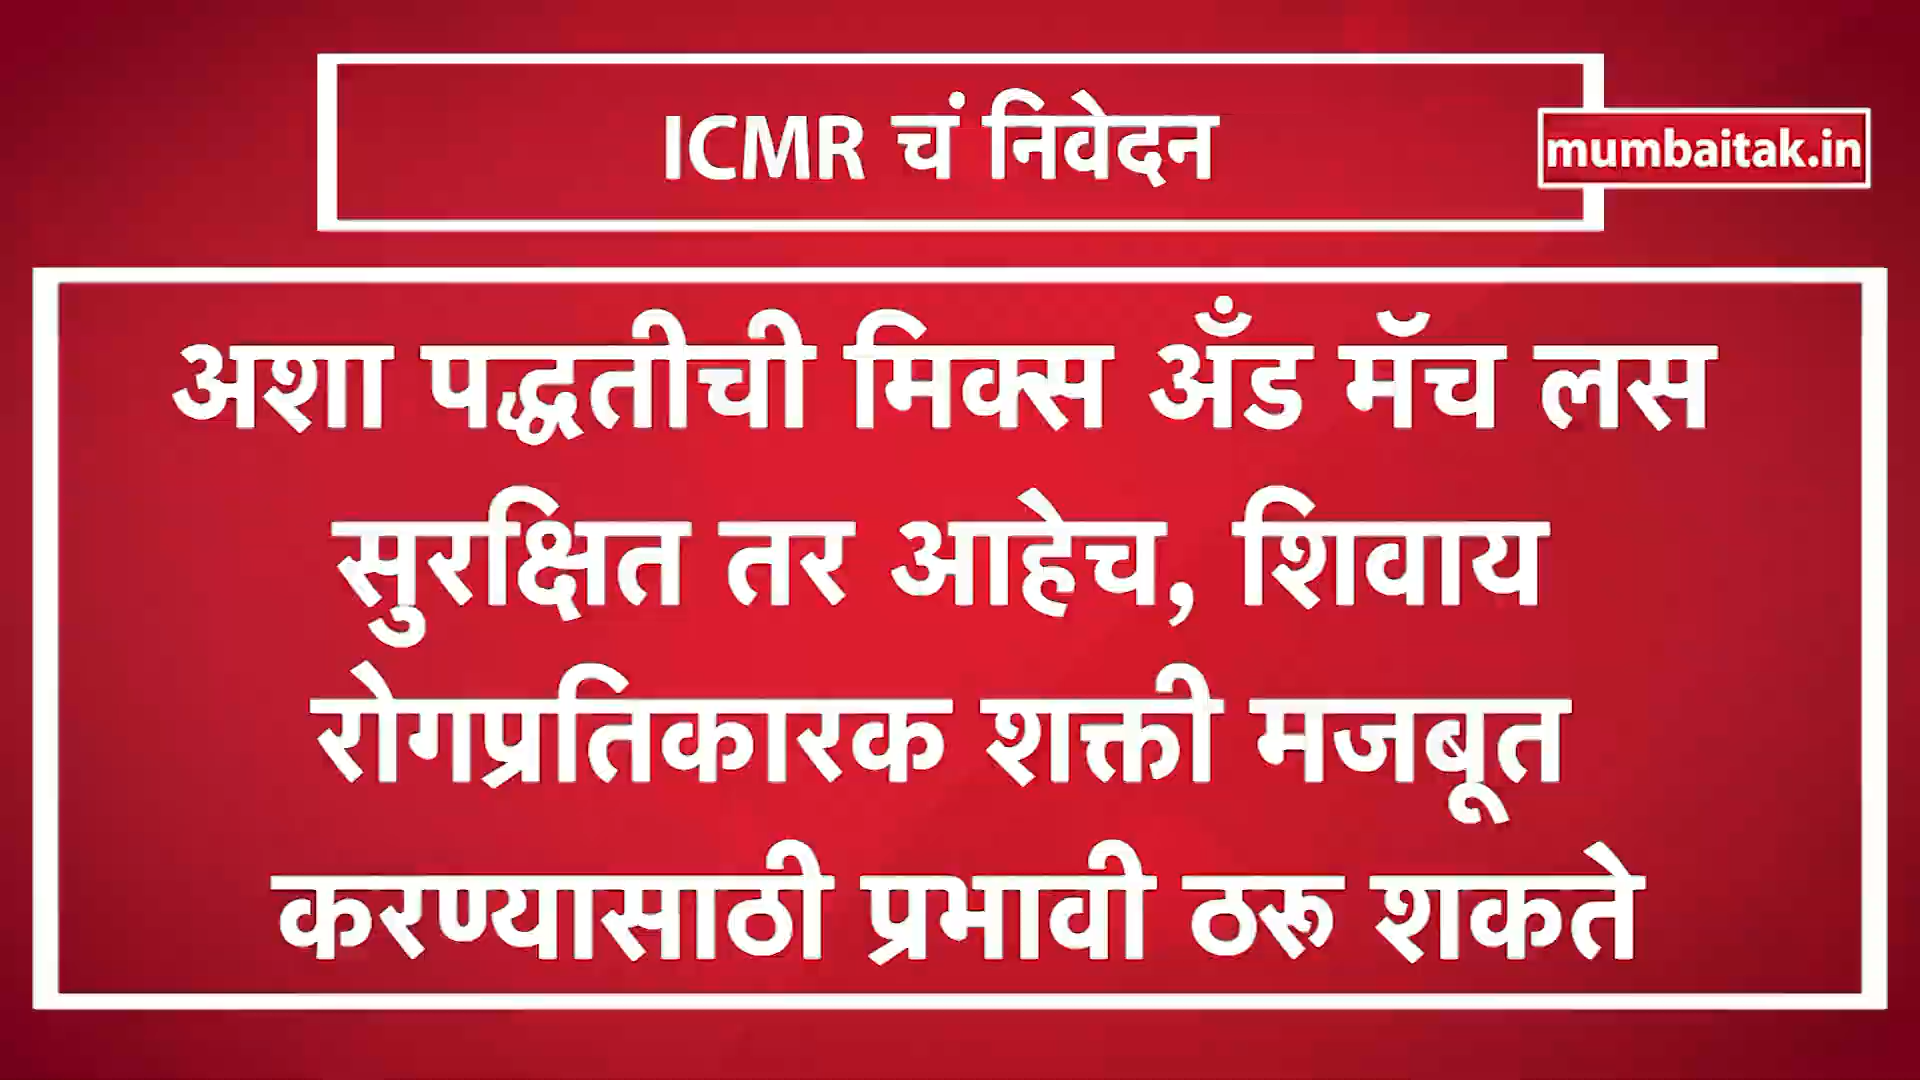 ICMR चं निवेदन
mumbaitak.in
अशा पद्धतीची मिक्स अँड मॅच लस
सुरक्षित तर आहेच, शिवाय
रोगप्रतिकारक शक्ती मजबूत
करण्यासाठी प्रभावी ठरू शकते